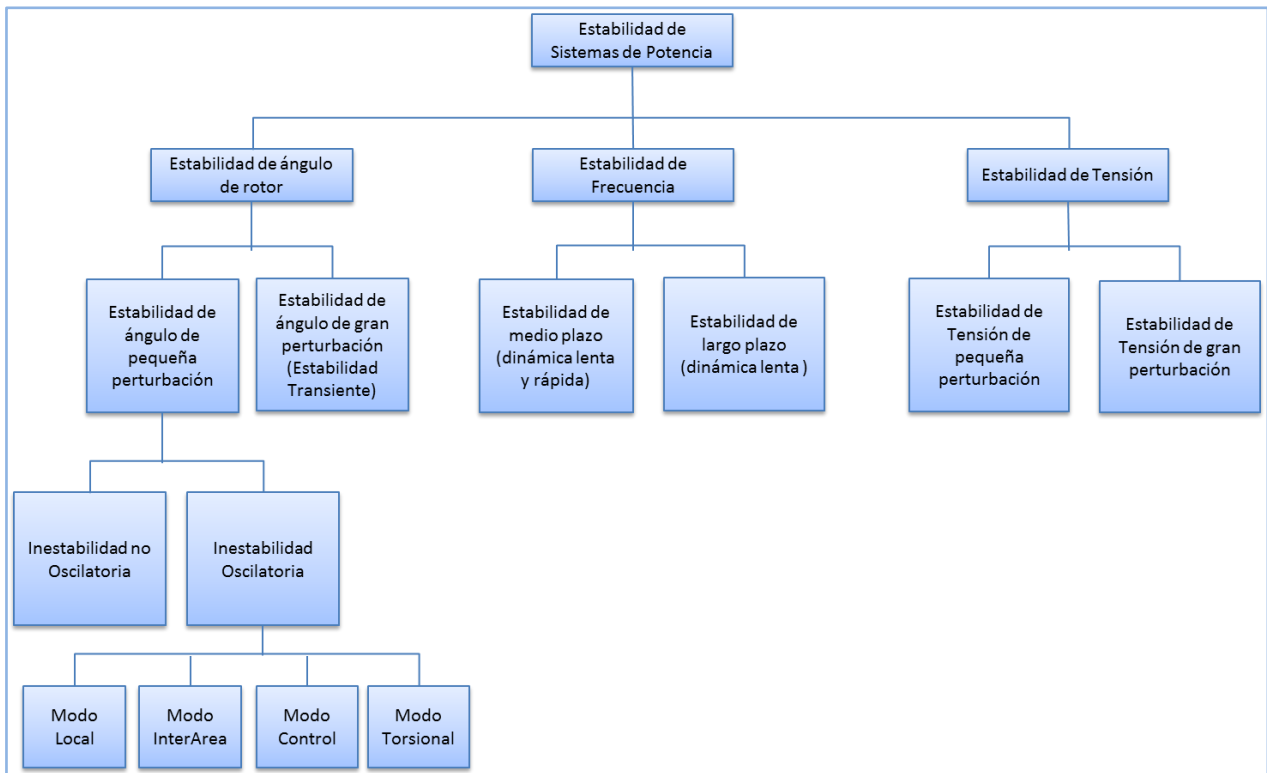 Estabilidad de
Sistemas de Potencia
Estabilidad de ángulo
de rotor
Estabilidad de
Frecuencia
Estabilidad de Tensión
Estabilidad de
ángulo de
pequeña
perturbación
Estabilidad de
ángulo de gran
perturbación
(Estabilidad
Transiente)
Estabilidad de
medio plazo
(dinámica lenta
y rápida)
Estabilidad de
largo plazo
(dinámica lenta )
Estabilidad de
Tensión de
pequeña
perturbación
Estabilidad de
Tensión de gran
perturbación
Inestabilidad no
Oscilatoria
Inestabilidad
Oscilatoria
Modo
Local
Modo
InterArea
Modo
Control
Modo
Torsional